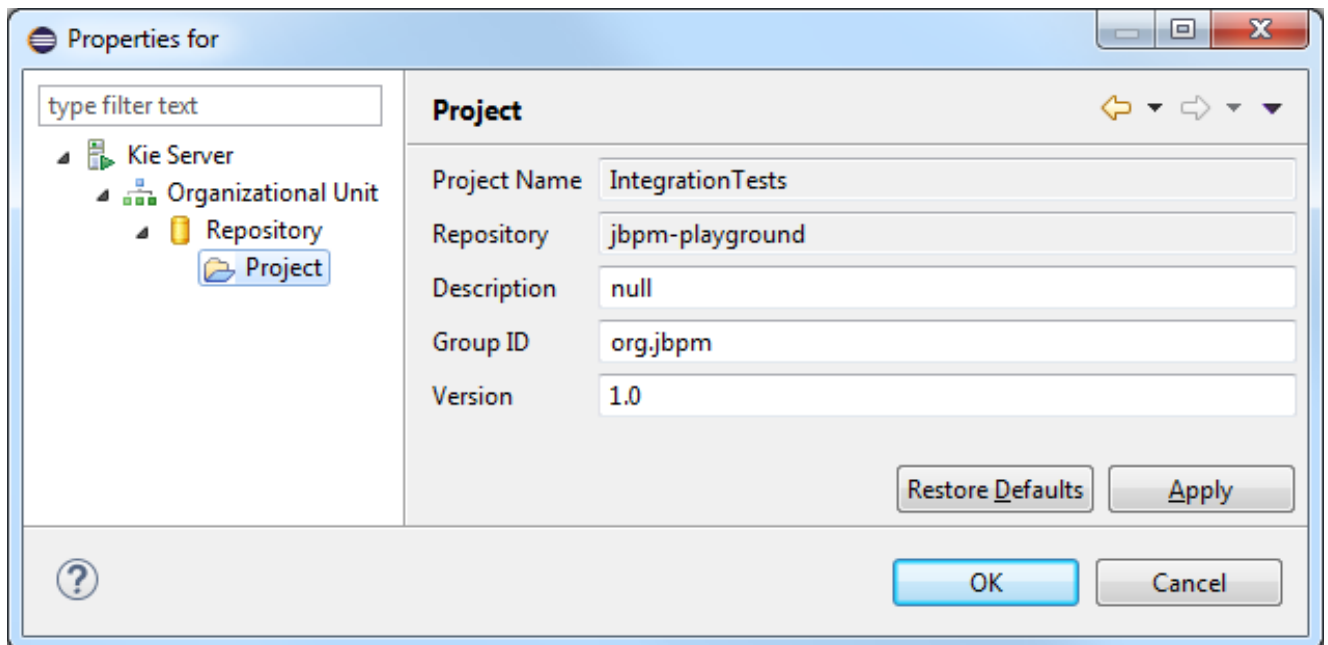 Properties for
type filter text
Project
Kie Server
Organizational Unit
Repository
Project
Project Name IntegrationTests
Repository jbpm-playground
Description null
Group ID org.jbpm
Version 1.0
Restore Defaults Apply
? OK Cancel